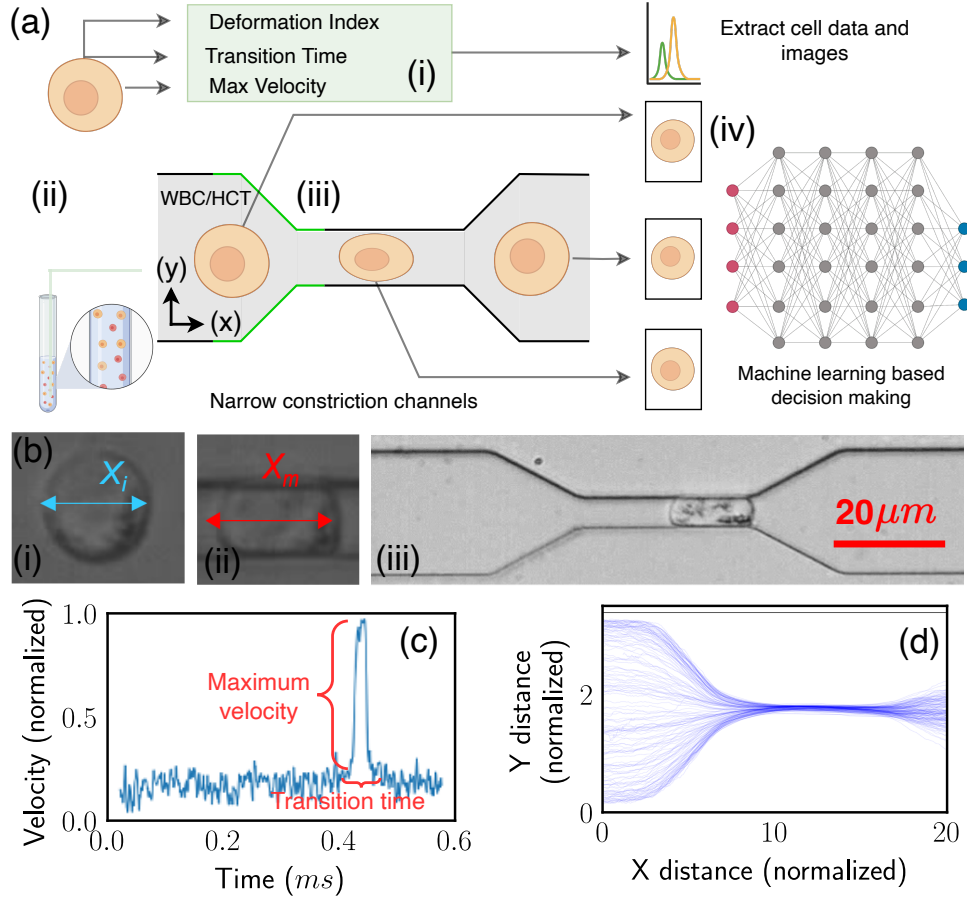 (a)
Deformation Index
Transition Time
Max Velocity
(i)
Extract cell data and
images
(ii)
WBC/HCT
(iii)
(iv)
(y)
(x)
Narrow constriction channels
Machine learning based
decision making
(b)
X_i
(i)
X_m
(ii)
(iii)
20μm
(c)
Velocity (normalized)
1.0
0.5
0.0
Maximum
velocity
Transition time
0.0 0.2 0.4 0.6
Time (ms)
(d)
Y distance
(normalized)
2
0
0 10 20
X distance (normalized)